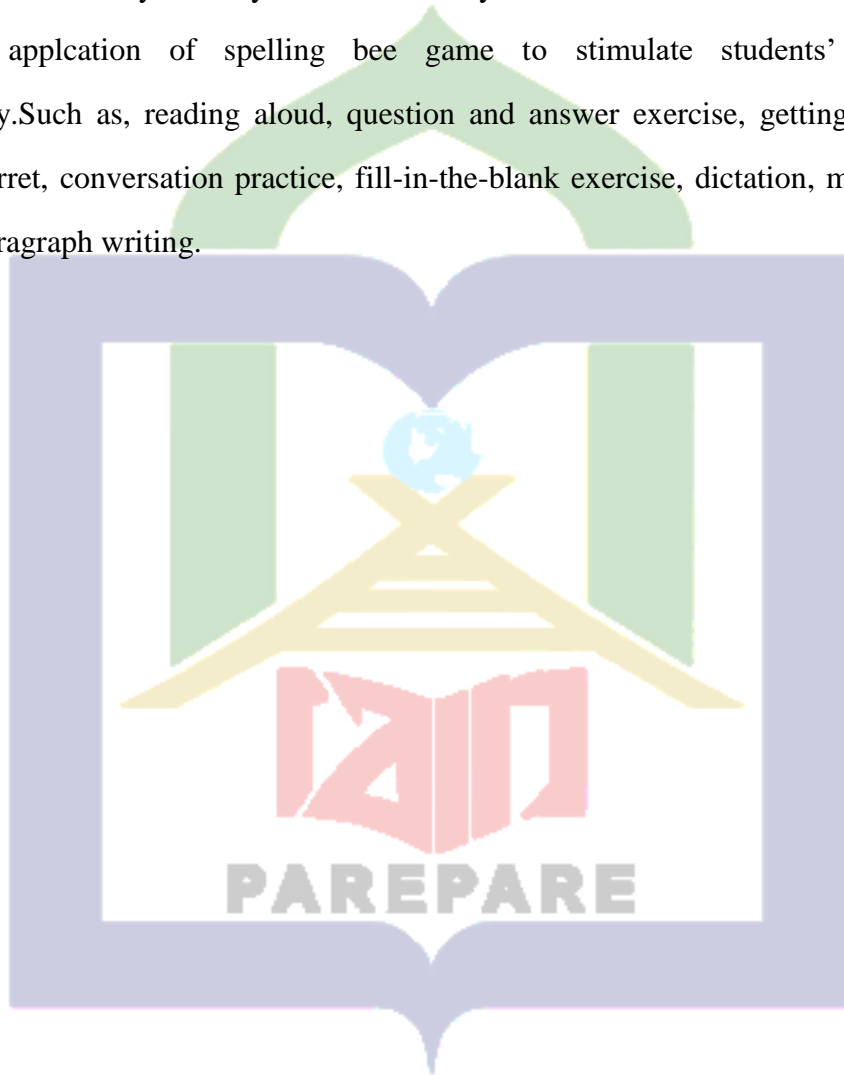 applcation of spelling bee game to stimulate students’
y.Such as, reading aloud, question and answer exercise, getting
rret, conversation practice, fill-in-the-blank exercise, dictation, m
ragraph writing.
iain
PAREPARE